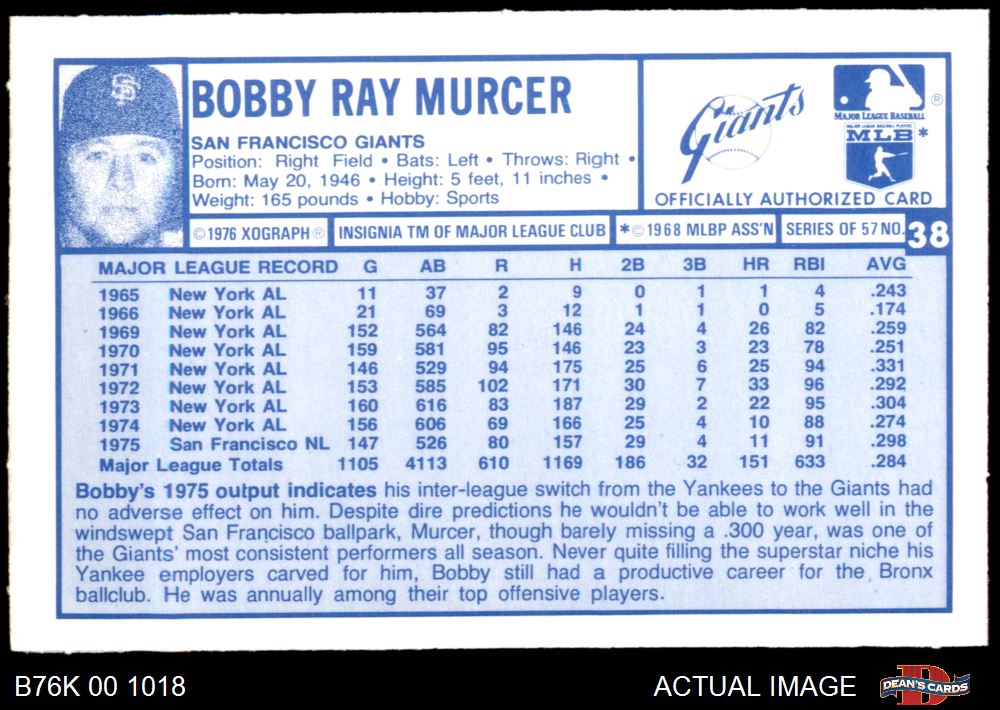 SF
BOBBY RAY MURCER
SAN FRANCISCO GIANTS
Position: Right Field • Bats: Left • Throws: Right •
Born: May 20, 1946 • Height: 5 feet, 11 inches •
Weight: 165 pounds • Hobby: Sports
Giants
MAJOR LEAGUE BASEBALL ®
MAJOR LEAGUE BASEBALL PLAYERS
MLB *
OFFICIALLY AUTHORIZED CARD
©1976 XOGRAPH® INSIGNIA TM OF MAJOR LEAGUE CLUB *©1968 MLBP ASS'N SERIES OF 57 NO. 38
MAJOR LEAGUE RECORD G AB R H 2B 3B HR RBI AVG
1965 New York AL 11 37 2 9 0 1 1 4 .243
1966 New York AL 21 69 3 12 1 1 0 5 .174
1969 New York AL 152 564 82 146 24 4 26 82 .259
1970 New York AL 159 581 95 146 23 3 23 78 .251
1971 New York AL 146 529 94 175 25 6 25 94 .331
1972 New York AL 153 585 102 171 30 7 33 96 .292
1973 New York AL 160 616 83 187 29 2 22 95 .304
1974 New York AL 156 606 69 166 25 4 10 88 .274
1975 San Francisco NL 147 526 80 157 29 4 11 91 .298
Major League Totals 1105 4113 610 1169 186 32 151 633 .284
Bobby's 1975 output indicates his inter-league switch from the Yankees to the Giants had
no adverse effect on him. Despite dire predictions he wouldn't be able to work well in the
windswept San Francisco ballpark, Murcer, though barely missing a .300 year, was one of
the Giants' most consistent performers all season. Never quite filling the superstar niche his
Yankee employers carved for him, Bobby still had a productive career for the Bronx
ballclub. He was annually among their top offensive players.
B76K 00 1018
ACTUAL IMAGE
D
DEAN'S CARDS